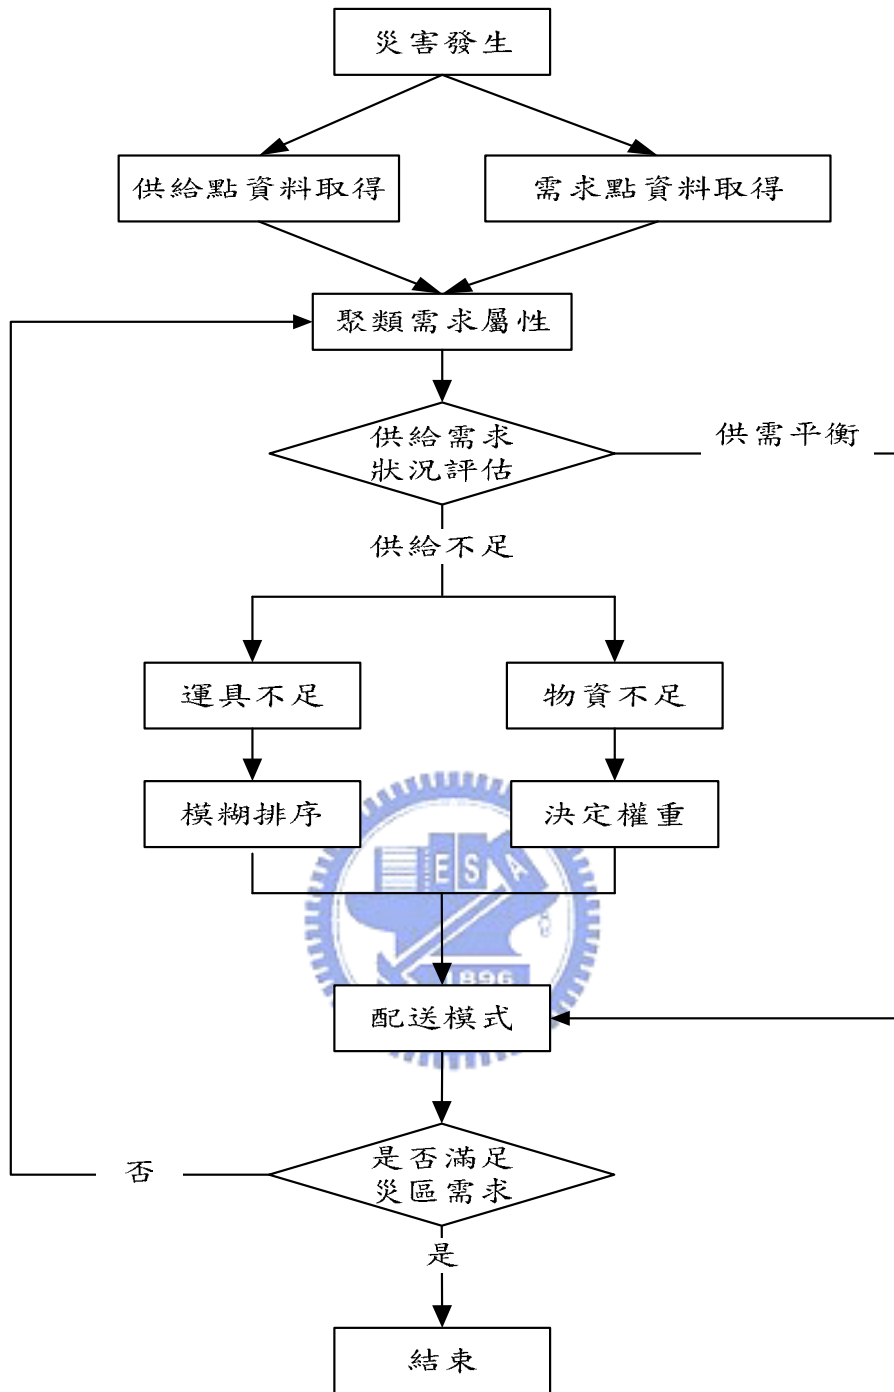 災害發生
供給點資料取得
需求點資料取得
聚類需求屬性
供給需求
狀況評估
供需平衡
供給不足
運具不足
物資不足
模糊排序
決定權重
E S A
1896
配送模式
是否滿足
災區需求
否
是
結束